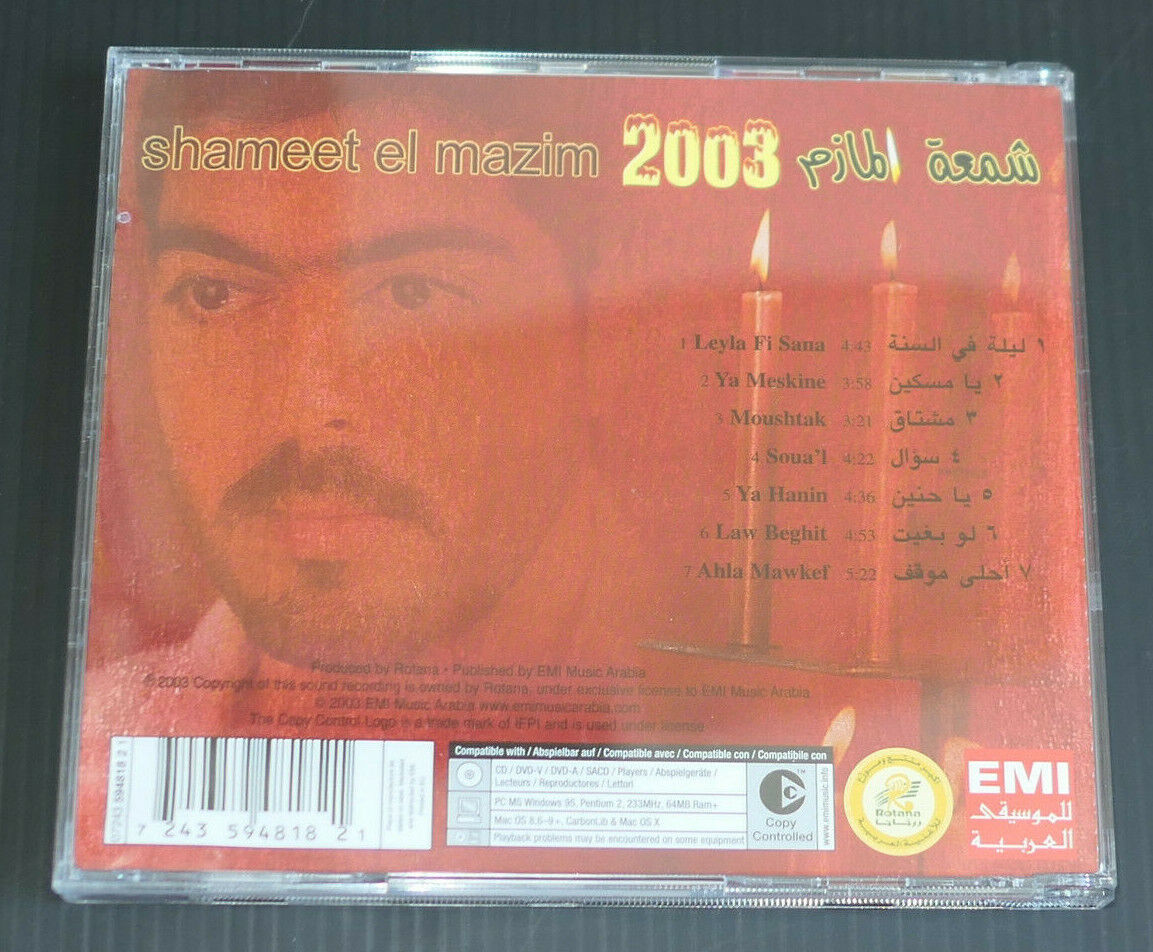 shameet el mazim 2003 شمعة المازم
1 Leyla Fi Sana 4:43 ١ ليلة في السنة
2 Ya Meskine 3:58 ٢ يا مسكين
3 Moushtak 3:21 ٣ مشتاق
4 Soua'l 4:22 ٤ سؤال
5 Ya Hanin 4:36 ٥ يا حنين
6 Law Beghit 4:53 ٦ لو بغيت
7 Ahla Mawkef 5:22 ٧ أحلى موقف
Produced by Rotana • Published by EMI Music Arabia
℗ 2003 Copyright of this sound recording is owned by Rotana, under exclusive license to EMI Music Arabia
© 2003 EMI Music Arabia www.emimusicarabia.com
The Copy Control Logo is a trade mark of IFPI and is used under license
07243 594818 2 1
7 243 594818 2 1
Compatible with / Abspielbar auf / Compatible avec / Compatible con / Compatibile con
CD / DVD-V / DVD-A / SACD / Players / Abspielgeräte /
Lecteurs / Reproductores / Lettori
PC MS Windows 95, Pentium 2, 233MHz, 64MB Ram+
Mac OS 8.6-9+, CarbonLib & Mac OS X
Playback problems may be encountered on some equipment
TM
Copy
Controlled
www.emimusic.info
Rotana
روتانا
EMI
للموسيقى
العربية